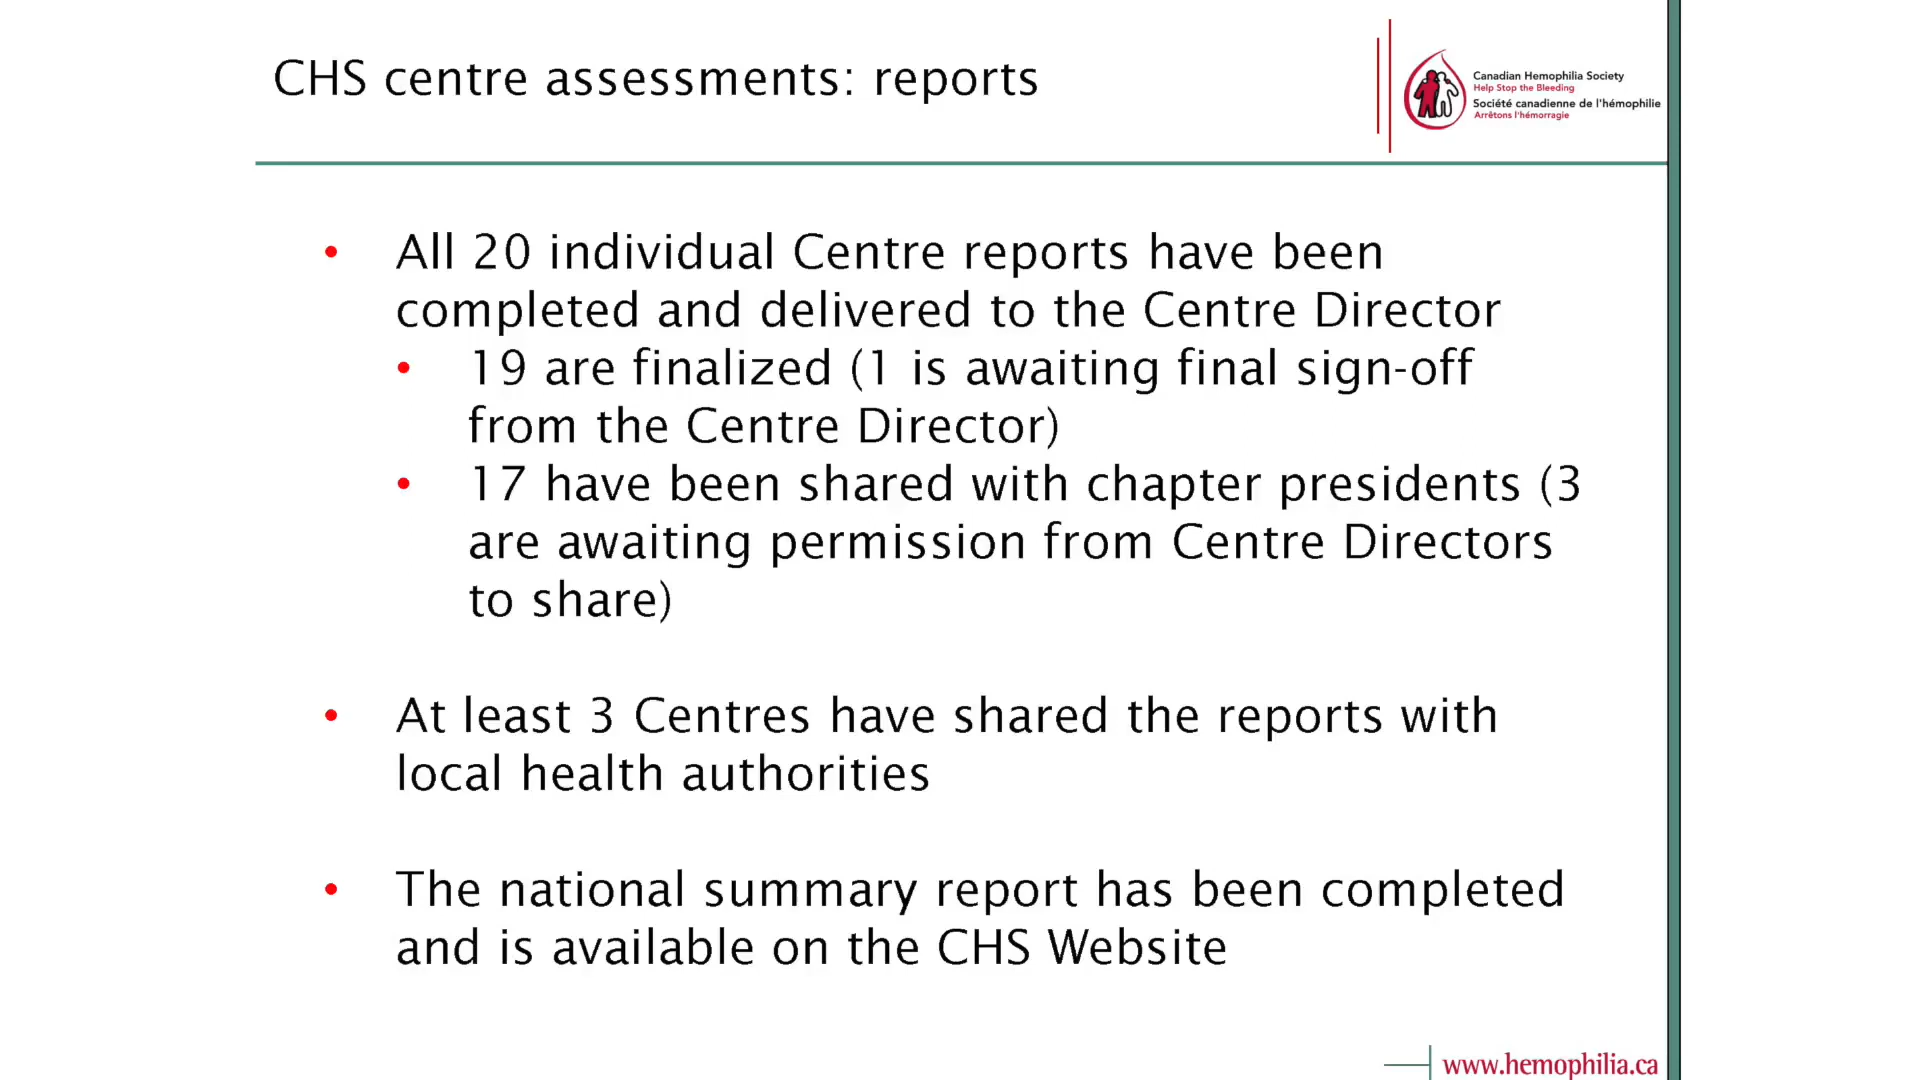 CHS centre assessments: reports
Canadian Hemophilia Society
Help Stop the Bleeding
Société canadienne de l'hémophilie
Arrêtons l'hémorragie
• All 20 individual Centre reports have been
completed and delivered to the Centre Director
• 19 are finalized (1 is awaiting final sign-off
from the Centre Director)
• 17 have been shared with chapter presidents (3
are awaiting permission from Centre Directors
to share)
• At least 3 Centres have shared the reports with
local health authorities
• The national summary report has been completed
and is available on the CHS Website
www.hemophilia.ca